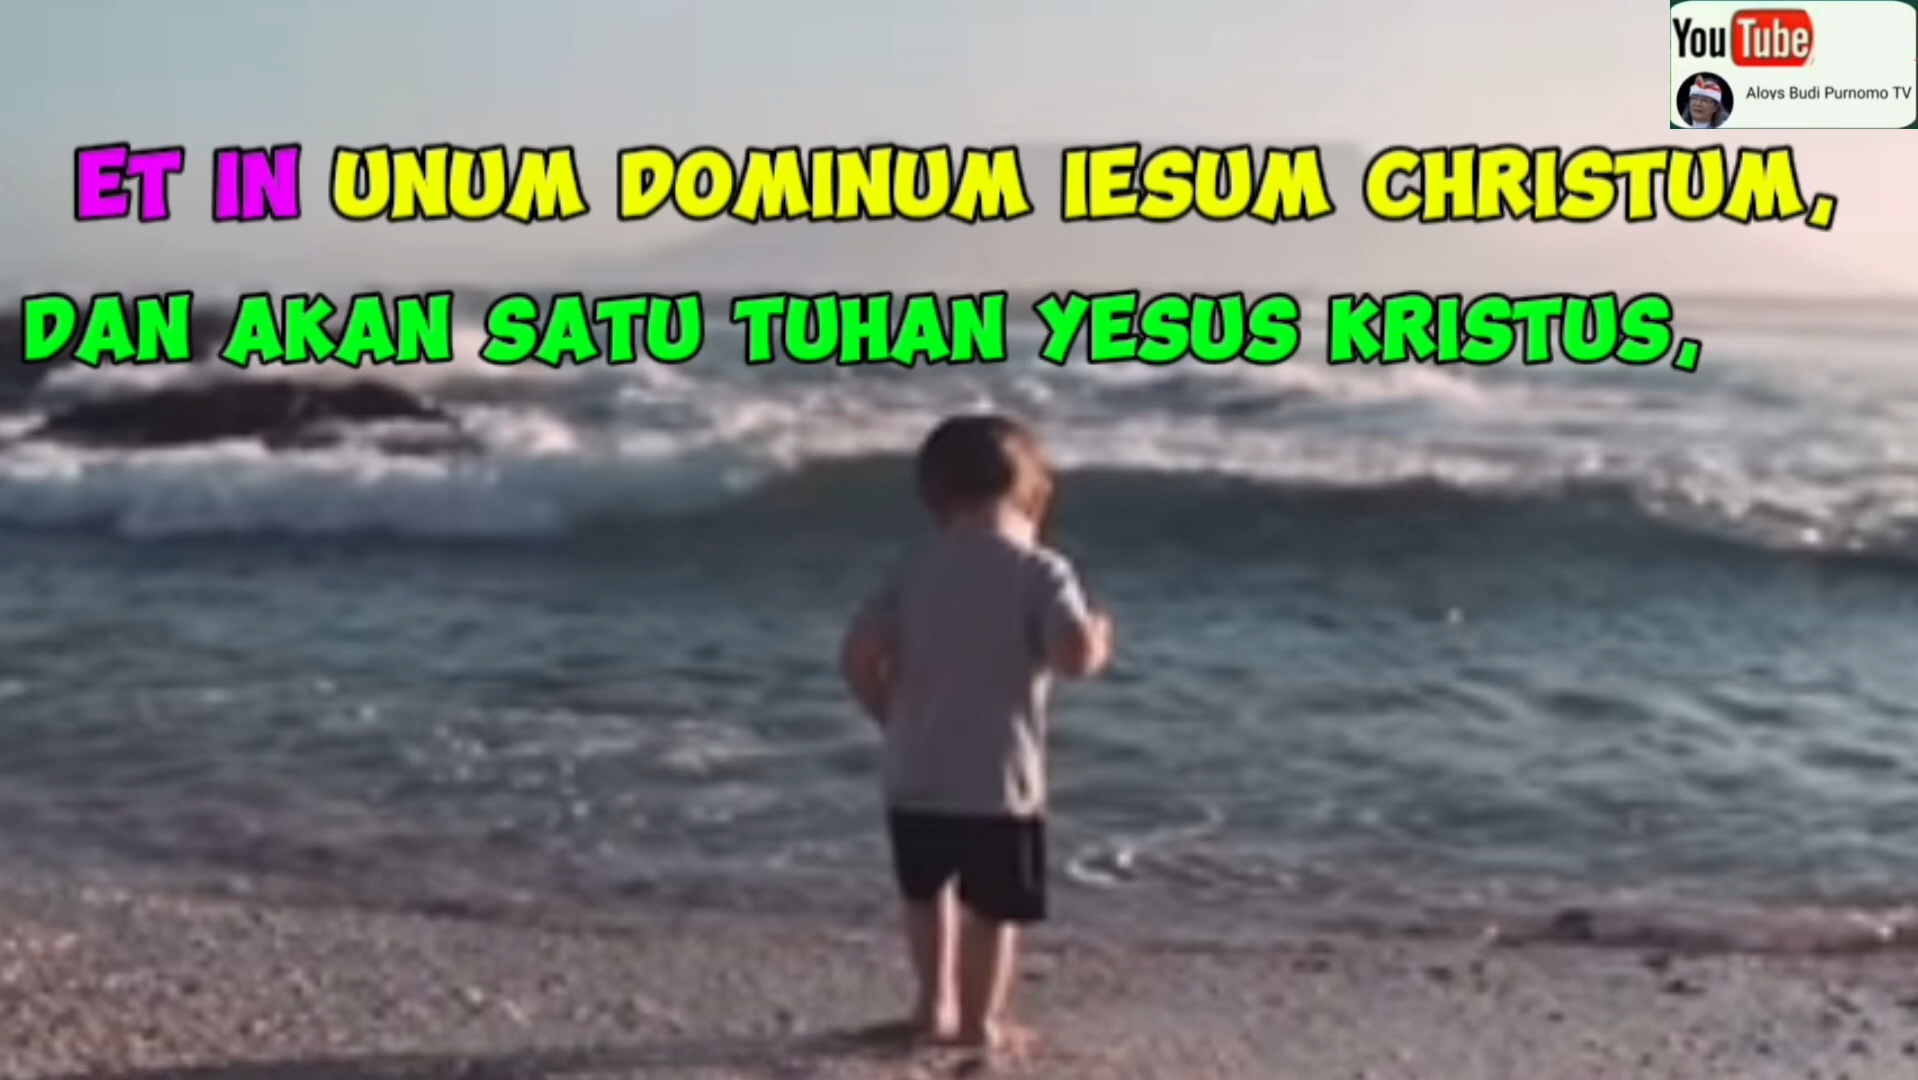 YouTube
Aloys Budi Purnomo TV
ET IN UNUM DOMINUM IESUM CHRISTUM,
DAN AKAN SATU TUHAN YESUS KRISTUS,